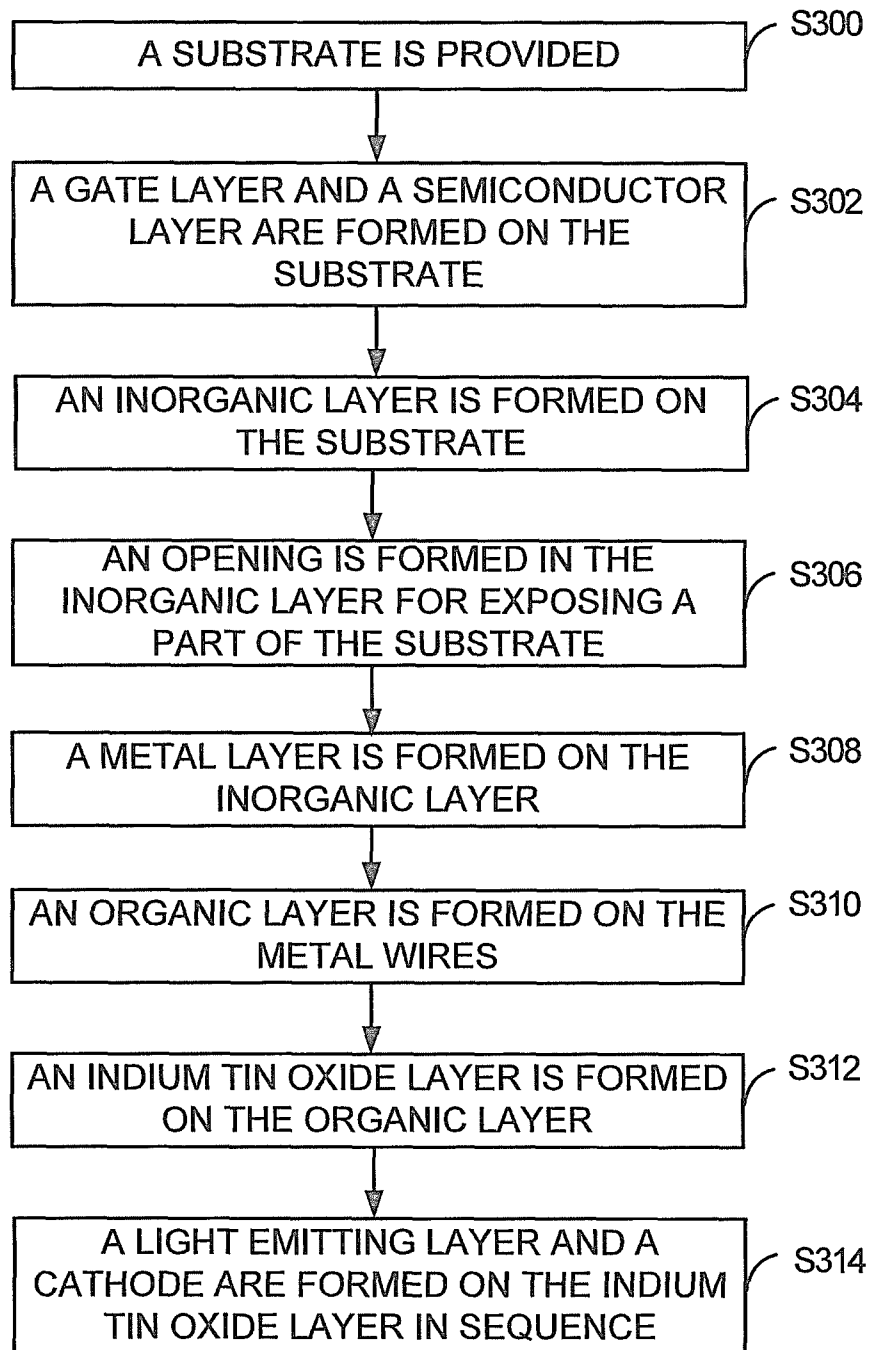 S300
A SUBSTRATE IS PROVIDED
A GATE LAYER AND A SEMICONDUCTOR
LAYER ARE FORMED ON THE
SUBSTRATE
S302
AN INORGANIC LAYER IS FORMED ON
THE SUBSTRATE
S304
AN OPENING IS FORMED IN THE
INORGANIC LAYER FOR EXPOSING A
PART OF THE SUBSTRATE
S306
A METAL LAYER IS FORMED ON THE
INORGANIC LAYER
S308
AN ORGANIC LAYER IS FORMED ON THE
METAL WIRES
S310
AN INDIUM TIN OXIDE LAYER IS FORMED
ON THE ORGANIC LAYER
S312
A LIGHT EMITTING LAYER AND A
CATHODE ARE FORMED ON THE INDIUM
TIN OXIDE LAYER IN SEQUENCE
S314